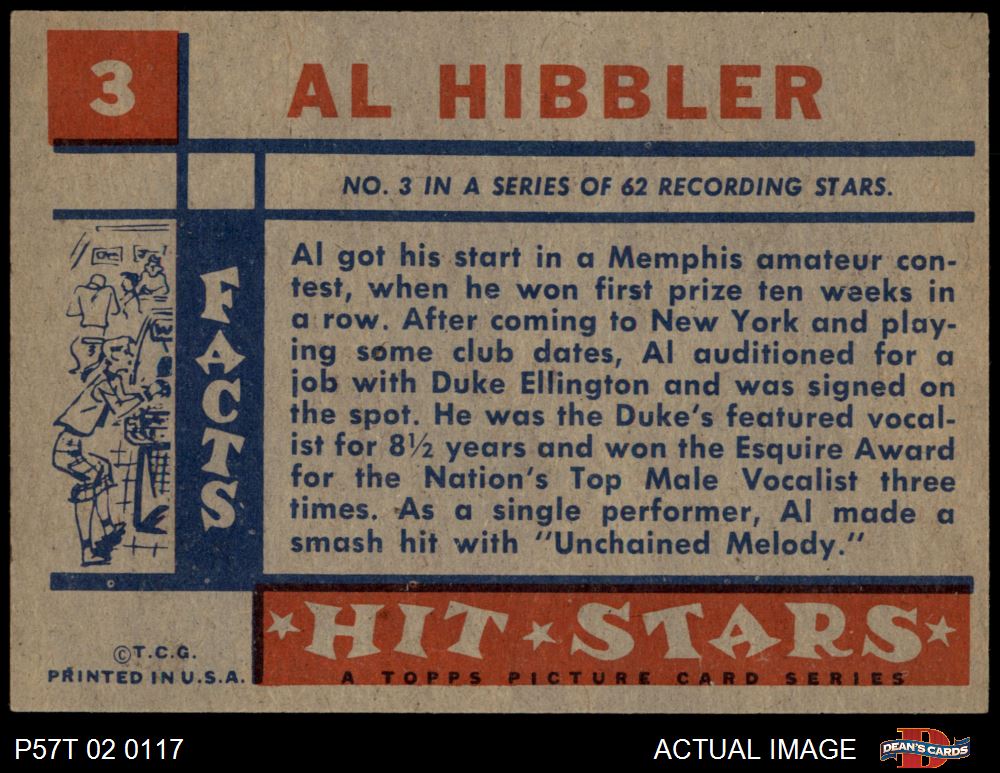 3
AL HIBBLER
NO. 3 IN A SERIES OF 62 RECORDING STARS.
FACTS
Al got his start in a Memphis amateur con-
test, when he won first prize ten weeks in
a row. After coming to New York and play-
ing some club dates, Al auditioned for a
job with Duke Ellington and was signed on
the spot. He was the Duke's featured vocal-
ist for 8½ years and won the Esquire Award
for the Nation's Top Male Vocalist three
times. As a single performer, Al made a
smash hit with "Unchained Melody."
©T.C.G.
PRINTED IN U.S.A.
★HIT★STARS★
A TOPPS PICTURE CARD SERIES
P57T 02 0117
ACTUAL IMAGE
D
DEAN'S CARDS